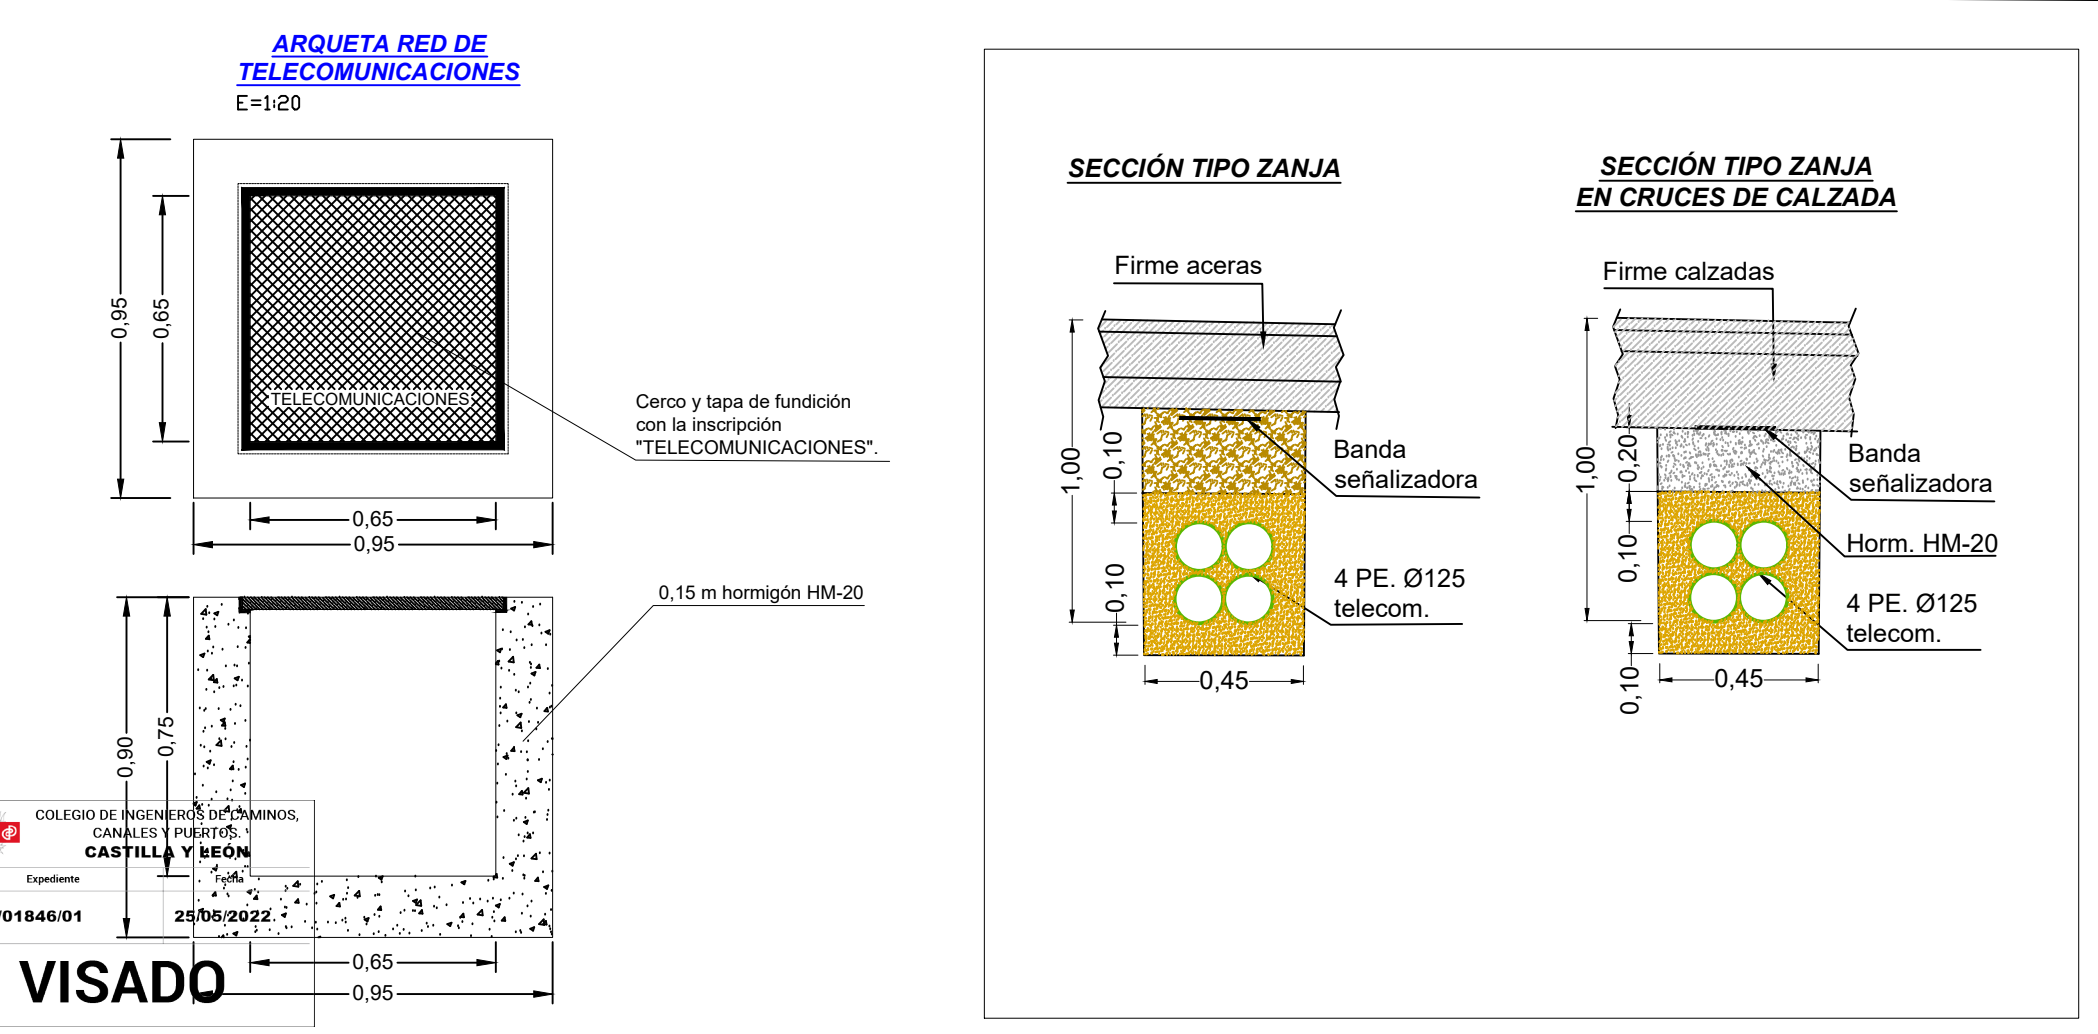 ARQUETA RED DE
TELECOMUNICACIONES
E=1:20
0,95
0,65
TELECOMUNICACIONES
Cerco y tapa de fundición
con la inscripción
"TELECOMUNICACIONES".
0,65
0,95
0,15 m hormigón HM-20
0,90
0,75
0,65
0,95
COLEGIO DE INGENIEROS DE CAMINOS,
CANALES Y PUERTOS.
CASTILLA Y LEÓN
Expediente
Fecha
/01846/01
25/05/2022
VISADO
SECCIÓN TIPO ZANJA
Firme aceras
1,00
0,10
0,10
Banda
señalizadora
4 PE. Ø125
telecom.
0,45
SECCIÓN TIPO ZANJA
EN CRUCES DE CALZADA
Firme calzadas
1,00
0,20
0,10
0,10
Banda
señalizadora
Horm. HM-20
4 PE. Ø125
telecom.
0,45